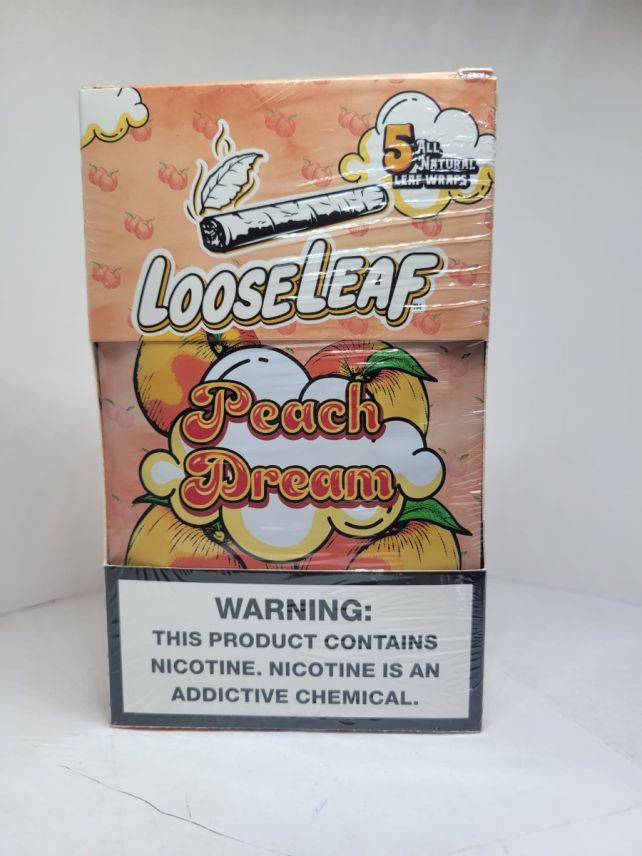 5 ALL
NATURAL
LEAF WRAPS
LOOSELEAF
Peach
Dream
WARNING:
THIS PRODUCT CONTAINS
NICOTINE. NICOTINE IS AN
ADDICTIVE CHEMICAL.